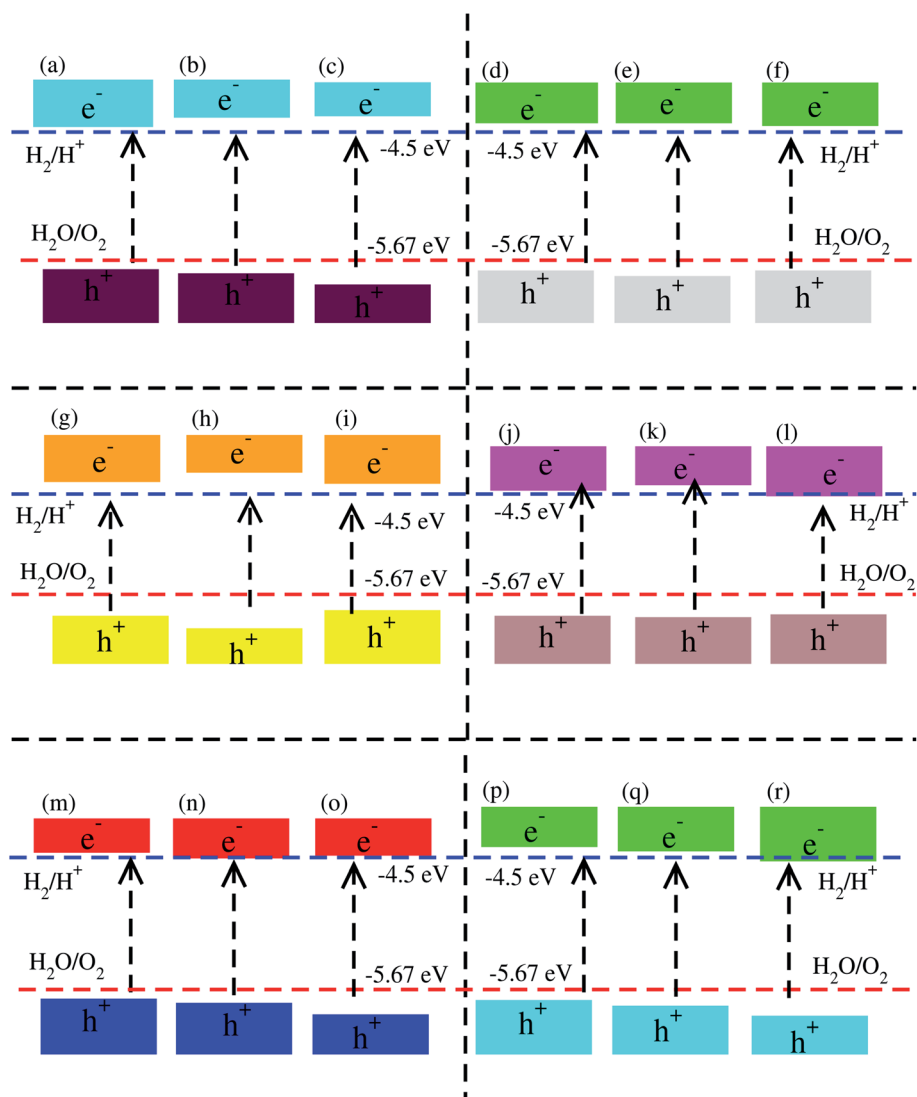 (a) (b) (c) (d) (e) (f)
e⁻ e⁻ e⁻ e⁻ e⁻ e⁻
H₂/H⁺ -4.5 eV -4.5 eV H₂/H⁺
H₂O/O₂ -5.67 eV -5.67 eV H₂O/O₂
h⁺ h⁺ h⁺ h⁺ h⁺ h⁺
(g) (h) (i) (j) (k) (l)
e⁻ e⁻ e⁻ e⁻ e⁻ e⁻
H₂/H⁺ -4.5 eV -4.5 eV H₂/H⁺
H₂O/O₂ -5.67 eV -5.67 eV H₂O/O₂
h⁺ h⁺ h⁺ h⁺ h⁺ h⁺
(m) (n) (o) (p) (q) (r)
e⁻ e⁻ e⁻ e⁻ e⁻ e⁻
H₂/H⁺ -4.5 eV -4.5 eV H₂/H⁺
H₂O/O₂ -5.67 eV -5.67 eV H₂O/O₂
h⁺ h⁺ h⁺ h⁺ h⁺ h⁺